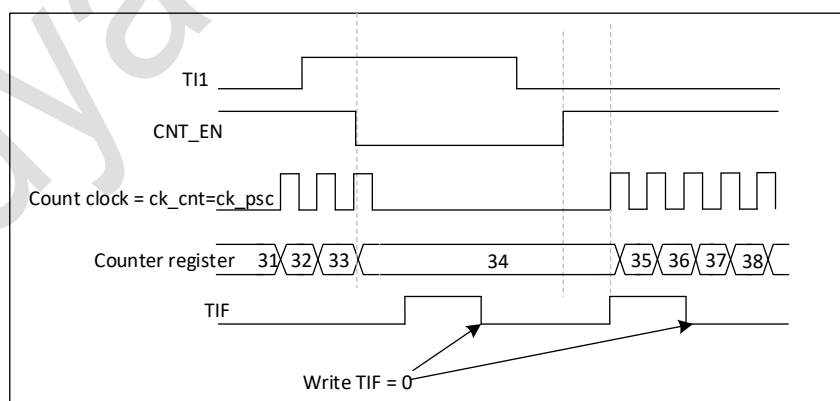 TI1
CNT_EN
Count clock = ck_cnt=ck_psc
Counter register 31 32 33 34 35 36 37 38
TIF
Write TIF = 0